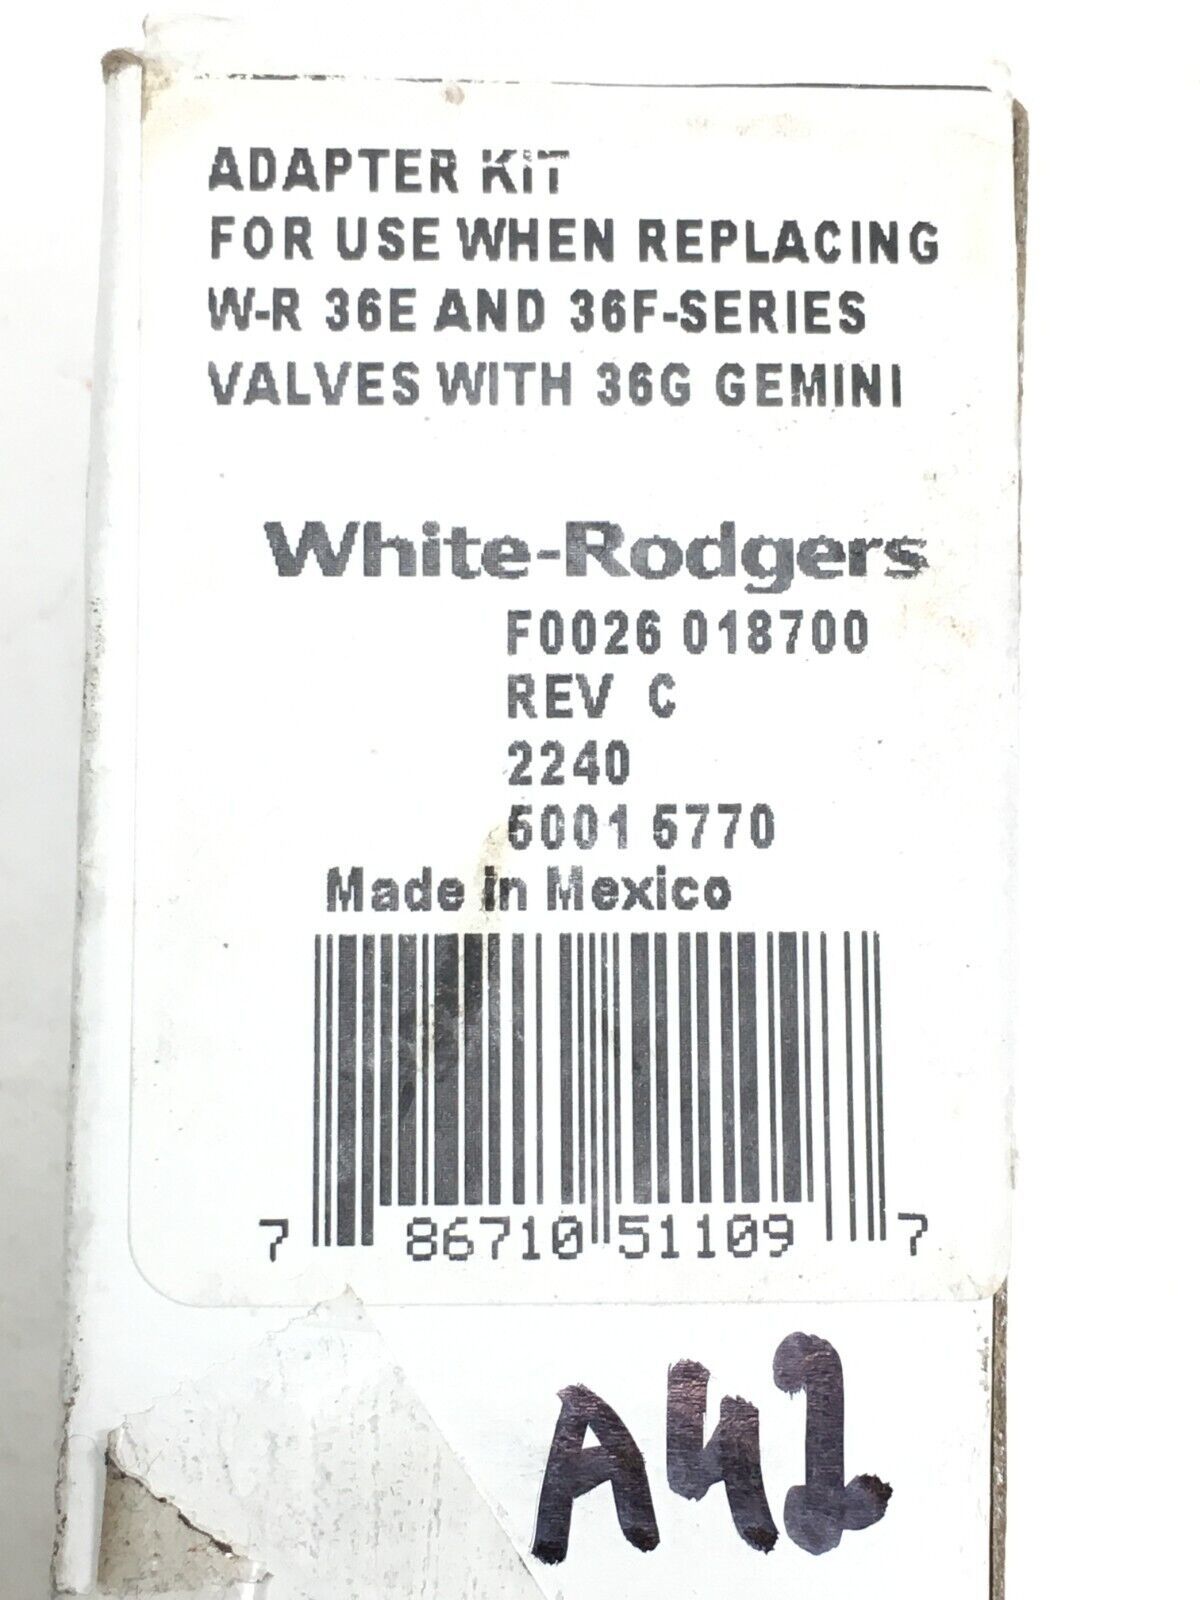 ADAPTER KIT
FOR USE WHEN REPLACING
W-R 36E AND 36F-SERIES
VALVES WITH 36G GEMINI
White-Rodgers
F0026 018700
REV C
2240
5001 5770
Made in Mexico
7 86710 51109 7
A42